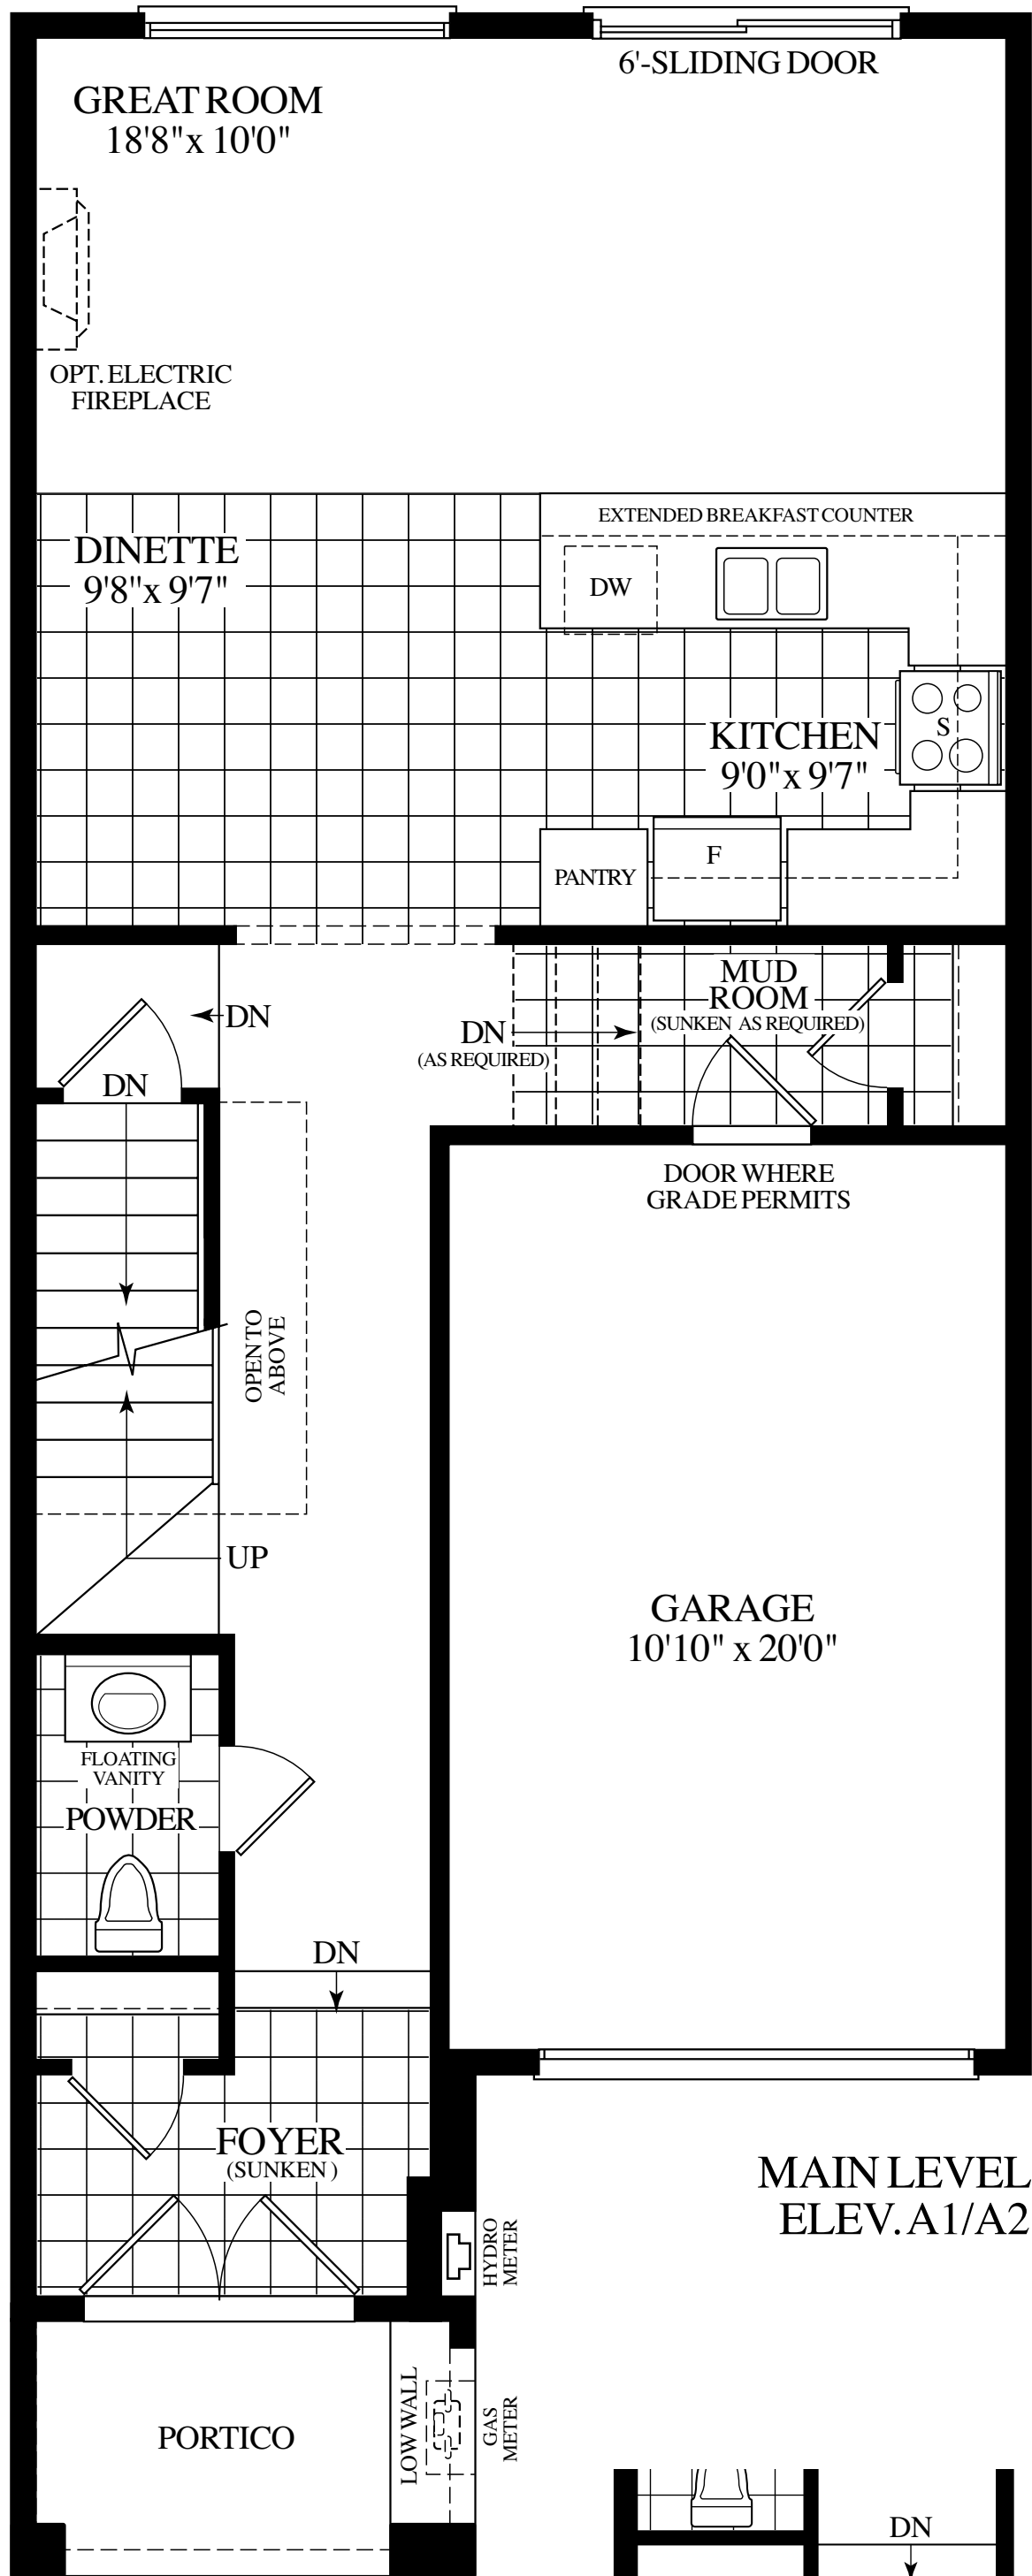 6'-SLIDING DOOR
GREAT ROOM
18'8"x 10'0"
OPT. ELECTRIC
FIREPLACE
EXTENDED BREAKFAST COUNTER
DINETTE
9'8"x 9'7"
DW
S
KITCHEN
9'0"x 9'7"
F
PANTRY
MUD
ROOM
(SUNKEN AS REQUIRED)
DN
DN
(AS REQUIRED)
DN
DOOR WHERE
GRADE PERMITS
OPEN TO
ABOVE
UP
GARAGE
10'10" x 20'0"
FLOATING
VANITY
POWDER
DN
FOYER
(SUNKEN )
MAIN LEVEL
ELEV. A1/A2
HYDRO
METER
LOW WALL
GAS
METER
PORTICO
DN